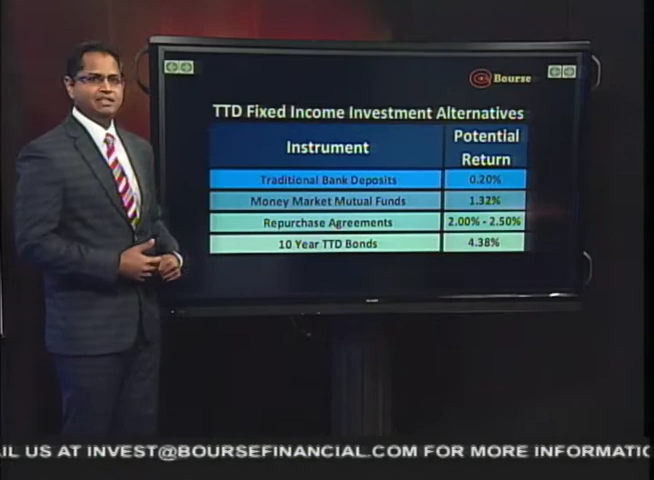 Bourse
TTD Fixed Income Investment Alternatives
Instrument
Potential
Return
Traditional Bank Deposits
0.20%
Money Market Mutual Funds
1.32%
Repurchase Agreements
2.00% - 2.50%
10 Year TTD Bonds
4.38%
IL US AT INVEST@BOURSEFINANCIAL.COM FOR MORE INFORMATI